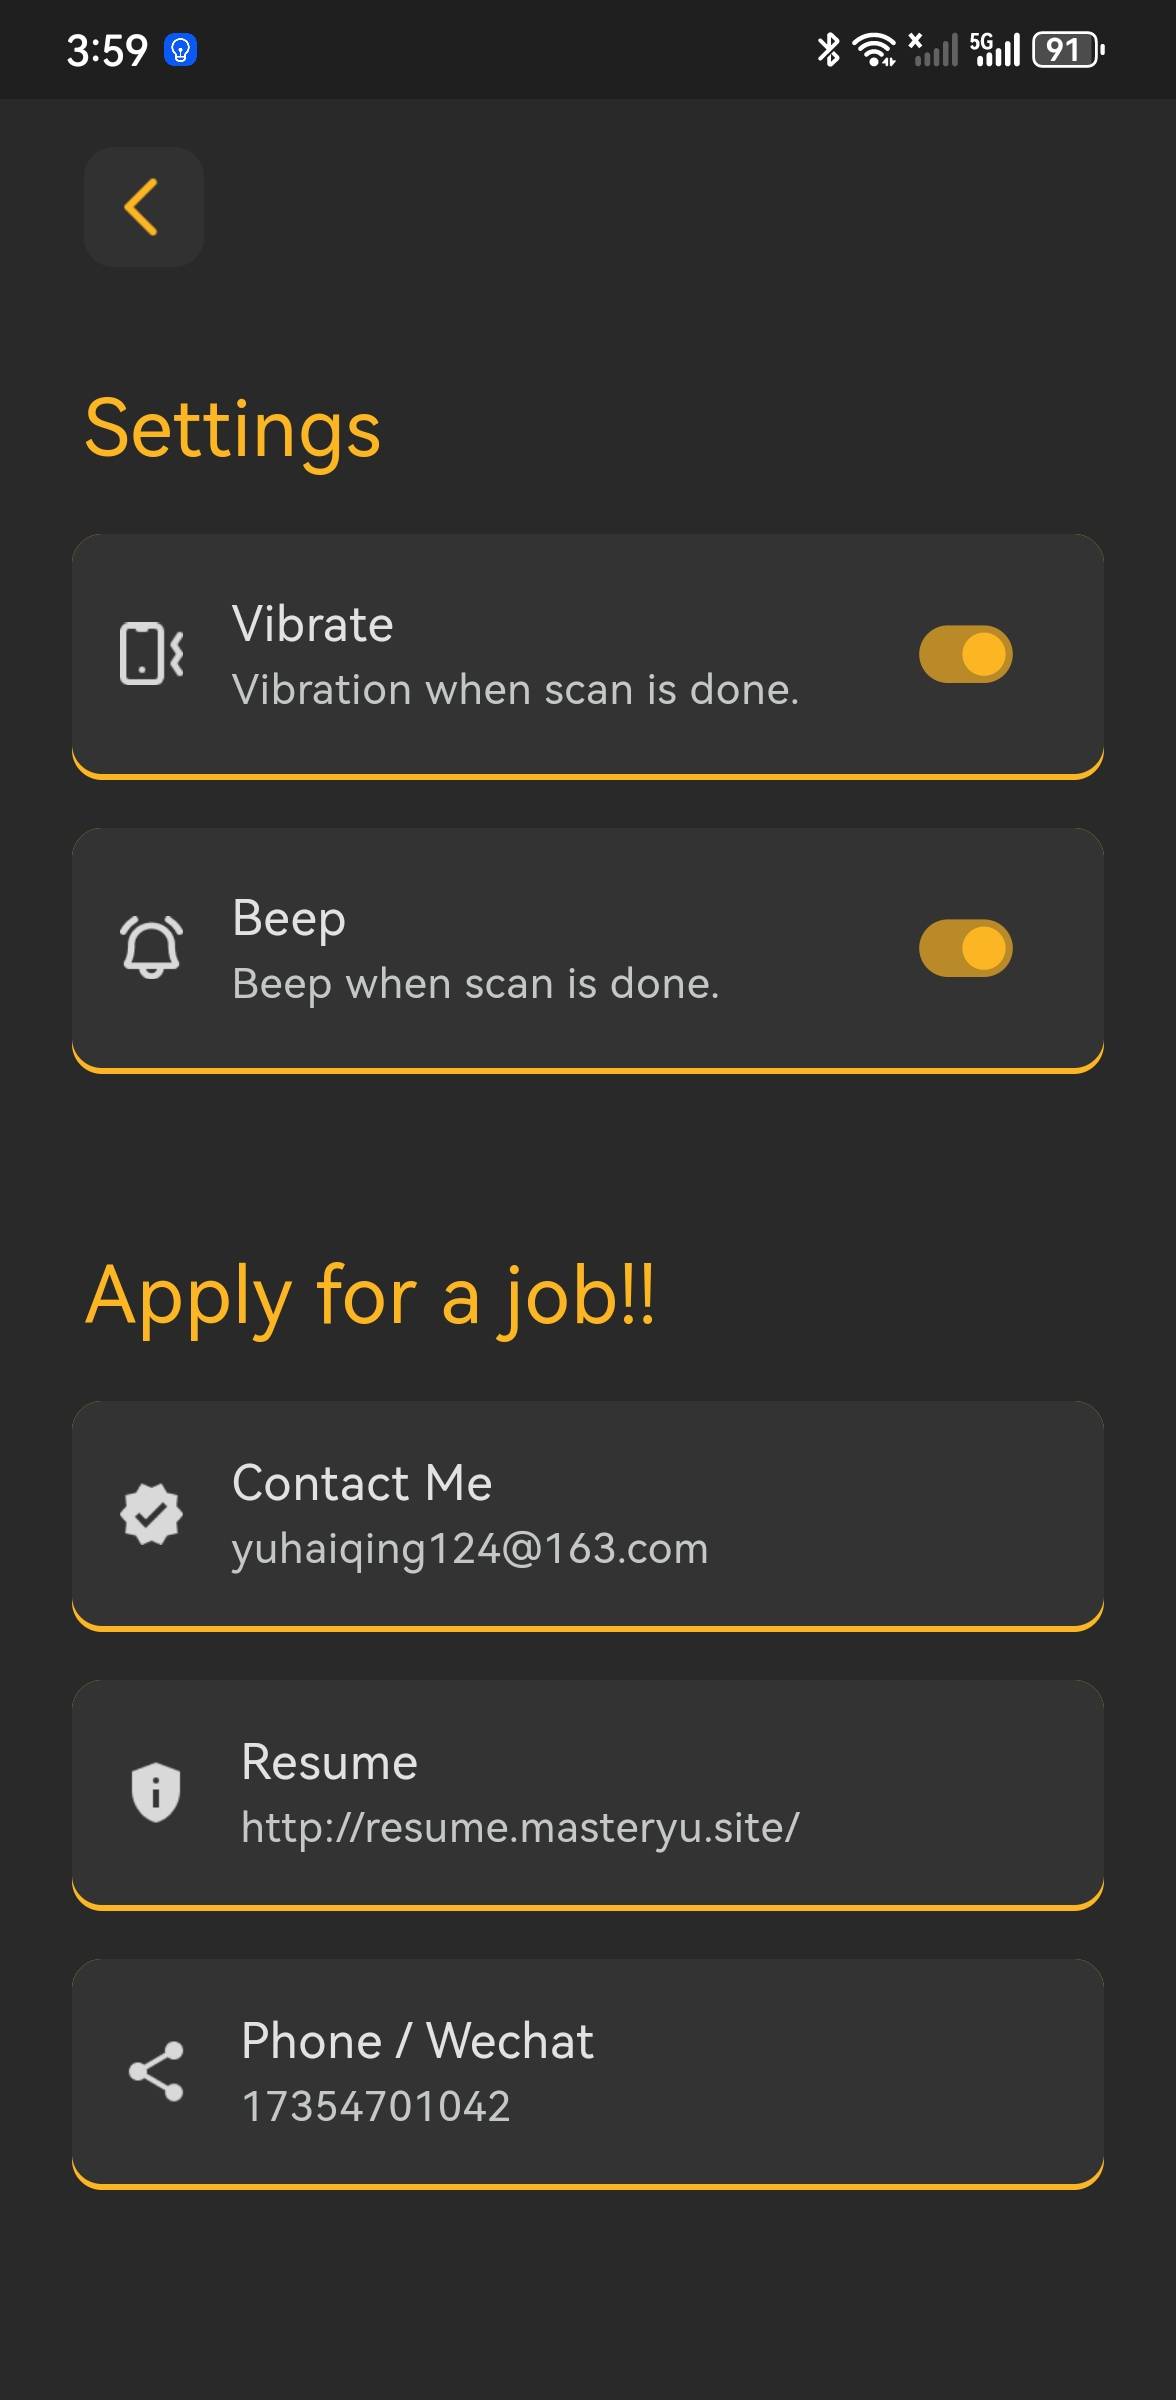 3:59
5G
91
Settings
Vibrate
Vibration when scan is done.
Beep
Beep when scan is done.
Apply for a job!!
Contact Me
yuhaiqing124@163.com
Resume
http://resume.masteryu.site/
Phone / Wechat
17354701042